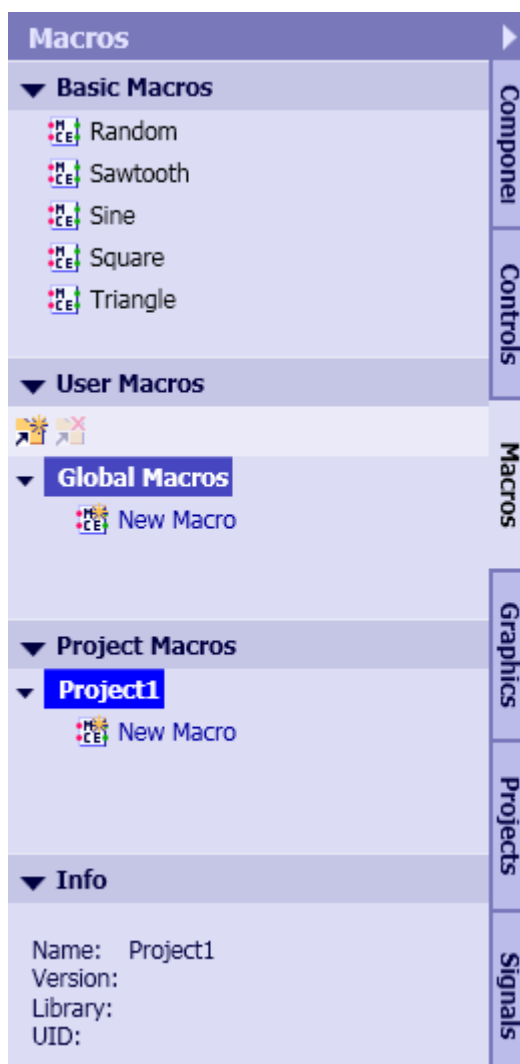 Macros
Basic Macros
Random
Sawtooth
Sine
Square
Triangle
User Macros
Global Macros
New Macro
Project Macros
Project1
New Macro
Info
Name: Project1
Version:
Library:
UID:
Componei
Controls
Macros
Graphics
Projects
Signals